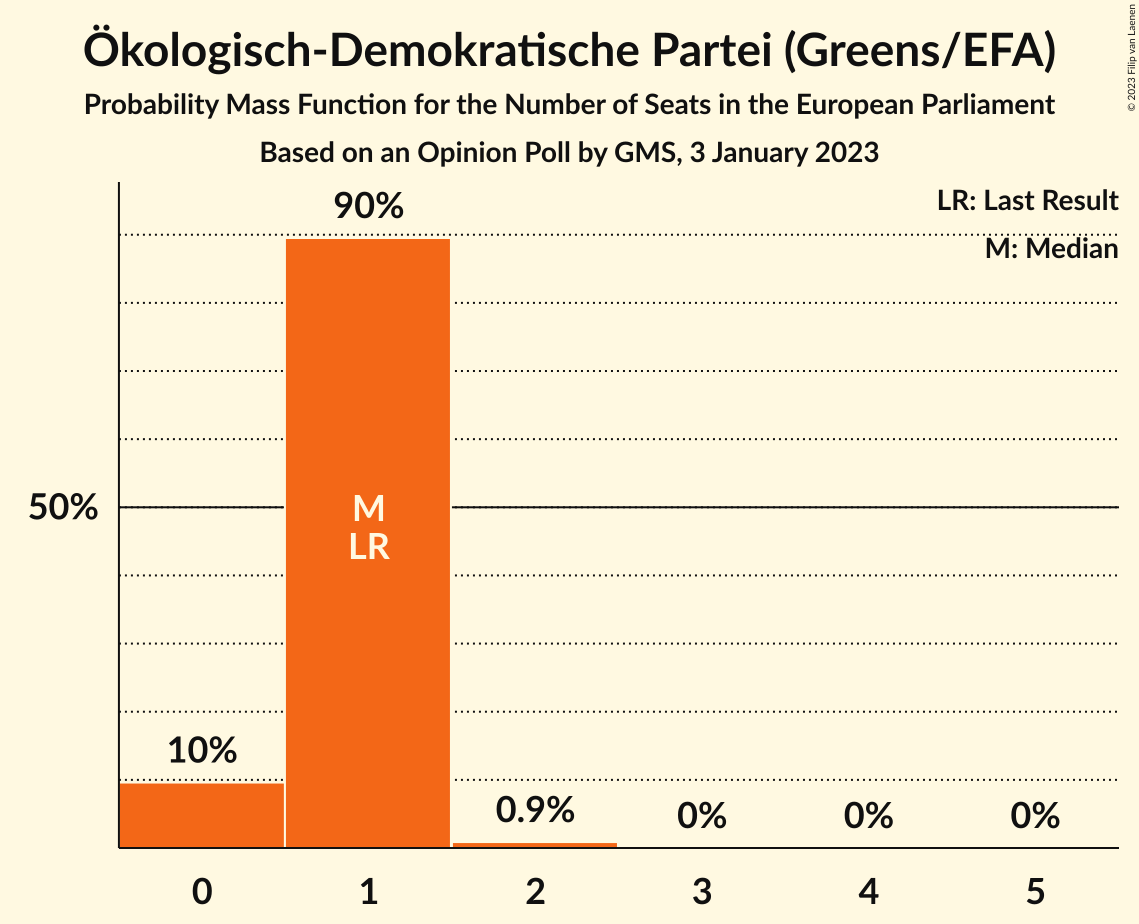 Ökologisch-Demokratische Partei (Greens/EFA)
Probability Mass Function for the Number of Seats in the European Parliament
Based on an Opinion Poll by GMS, 3 January 2023
© 2023 Filip van Laenen
LR: Last Result
M: Median
90%
50%
M
LR
10%
0.9%
0%
0%
0%
0
1
2
3
4
5